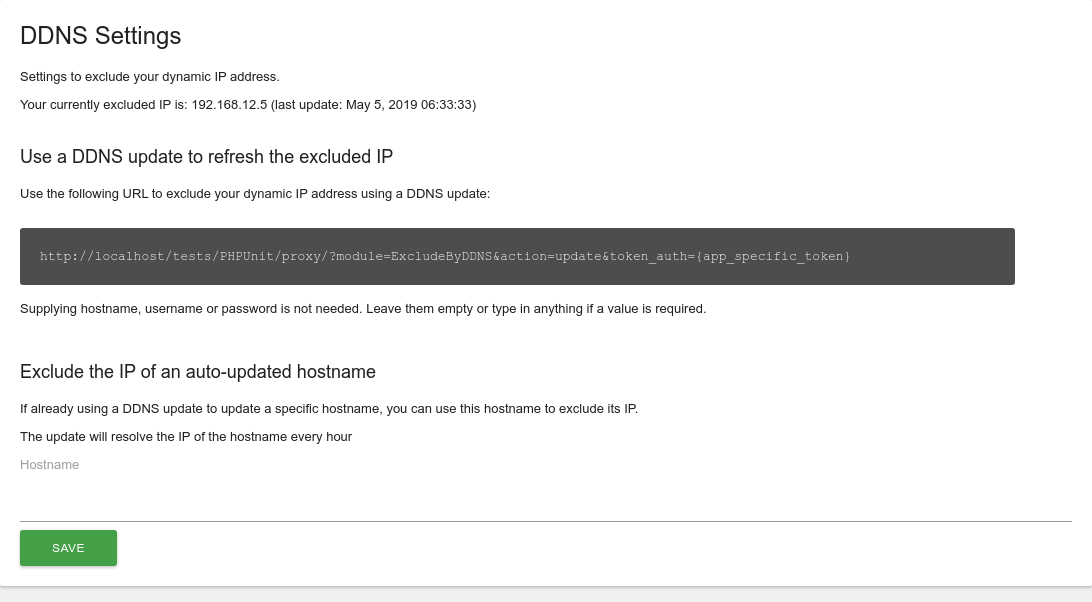 DDNS Settings
Settings to exclude your dynamic IP address.
Your currently excluded IP is: 192.168.12.5 (last update: May 5, 2019 06:33:33)
Use a DDNS update to refresh the excluded IP
Use the following URL to exclude your dynamic IP address using a DDNS update:
http://localhost/tests/PHPUnit/proxy/?module=ExcludeByDDNS&action=update&token_auth={app_specific_token}
Supplying hostname, username or password is not needed. Leave them empty or type in anything if a value is required.
Exclude the IP of an auto-updated hostname
If already using a DDNS update to update a specific hostname, you can use this hostname to exclude its IP.
The update will resolve the IP of the hostname every hour
Hostname
SAVE